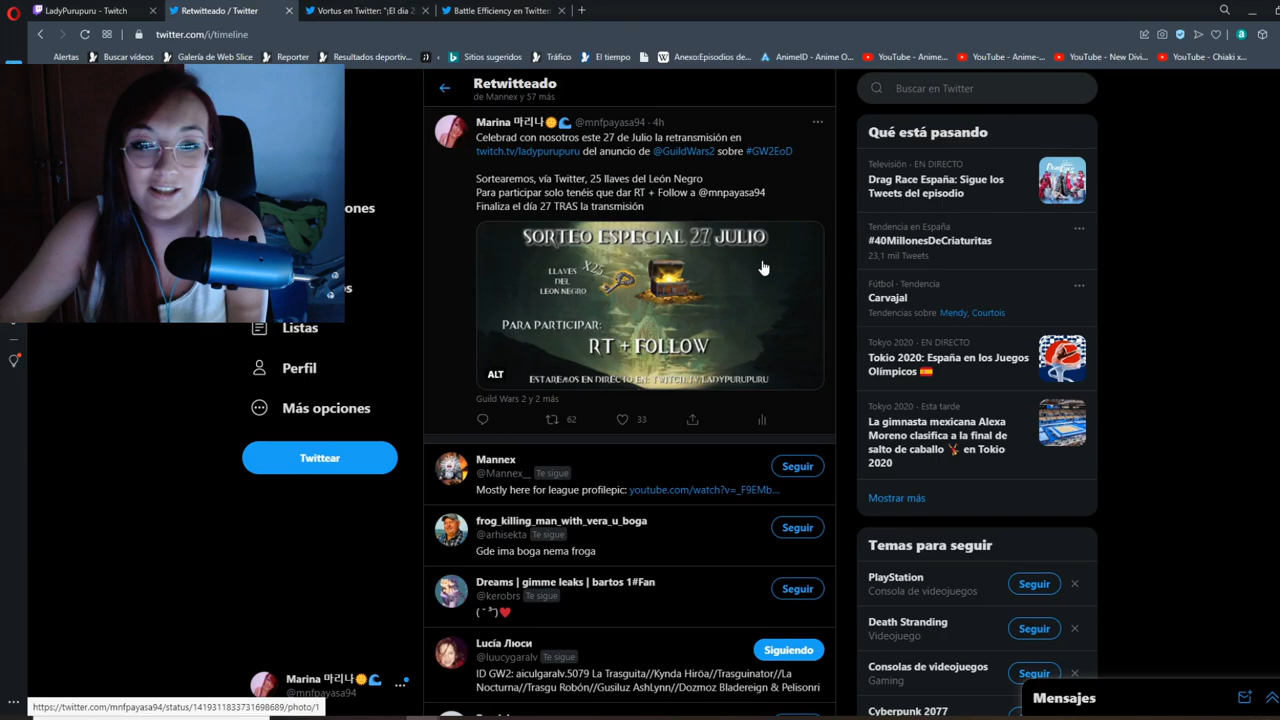 LadyPurupuru - Twitch
Retwitteado / Twitter
Vortus en Twitter: "¡El día 2
Battle Efficiency en Twitter:
twitter.com/i/timeline
Alertas
Buscar vídeos
Galería de Web Slice
Reporter
Resultados deportiv...
Sitios sugeridos
Tráfico
El tiempo
Anexo:Episodios de...
AnimeID - Anime O...
YouTube - Anime-...
YouTube - New Divi...
YouTube - Chiaki x...
Retwitteado
de Mannex y 57 más
Buscar en Twitter
Marina 마리나🌼🌊 @mnfpayasa94 · 4h
Celebrad con nosotros este 27 de Julio la retransmisión en
twitch.tv/ladypurupuru del anuncio de @GuildWars2 sobre #GW2EoD
Sortearemos, vía Twitter, 25 llaves del León Negro
Para participar solo tenéis que dar RT + Follow a @mnpayasa94
Finaliza el día 27 TRAS la transmisión
SORTEO ESPECIAL 27 JULIO
LLAVES
DEL
LEON NEGRO
X25
PARA PARTICIPAR:
RT + FOLLOW
ALT
ESTAREMOS EN DIRECTO EN: TWITCH.TV/LADYPURUPURU
Guild Wars 2 y 2 más
62
33
Mannex
@Mannex__ Te sigue
Seguir
Mostly here for league profilepic: youtube.com/watch?v=_F9EMb...
frog_killing_man_with_vera_u_boga
@arhisekta Te sigue
Seguir
Gde ima boga nema froga
Dreams | gimme leaks | bartos 1#Fan
@kerobrs Te sigue
Seguir
( ˘ ³˘)♥
Lucía Люси
@luucygaralv Te sigue
Siguiendo
ID GW2: aiculgaralv.5079 La Trasguita//Kynda Hiröa//Trasguinator//La
Nocturna//Trasgu Robón//Gusiluz AshLynn//Dozmoz Bladereign & Pelisonri
ones
os
Listas
Perfil
Más opciones
Twittear
Marina 마리나🌼🌊
@mnfpayasa94
https://twitter.com/mnfpayasa94/status/1419311833731698689/photo/1
Qué está pasando
Televisión · EN DIRECTO
Drag Race España: Sigue los
Tweets del episodio
Tendencia en España
#40MillonesDeCriaturitas
23,1 mil Tweets
Fútbol · Tendencia
Carvajal
Tendencias sobre Mendy, Courtois
Tokyo 2020 · EN DIRECTO
Tokio 2020: España en los Juegos
Olímpicos 🇪🇸
Tokyo 2020 · Esta tarde
La gimnasta mexicana Alexa
Moreno clasifica a la final de
salto de caballo 🤸 en Tokio
2020
Mostrar más
Temas para seguir
PlayStation
Consola de videojuegos
Seguir
Death Stranding
Videojuego
Seguir
Consolas de videojuegos
Gaming
Seguir
Cyberpunk 2077
Mensajes